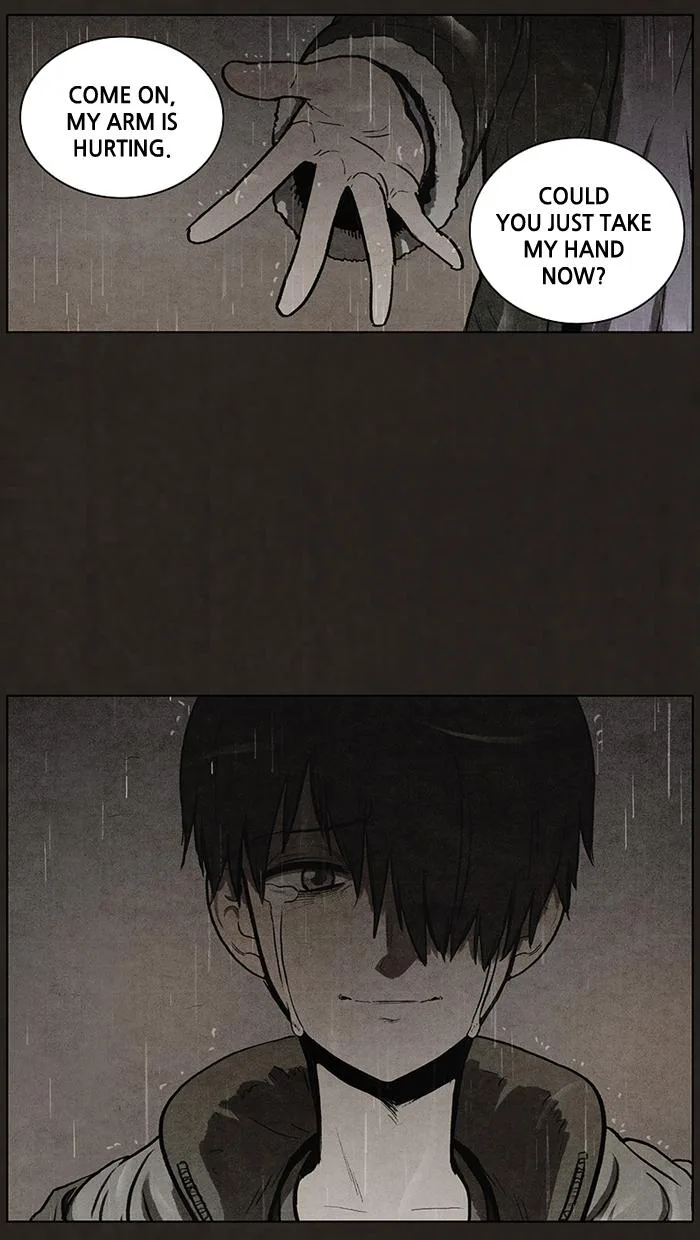 COME ON,
MY ARM IS
HURTING.
COULD
YOU JUST TAKE
MY HAND
NOW?